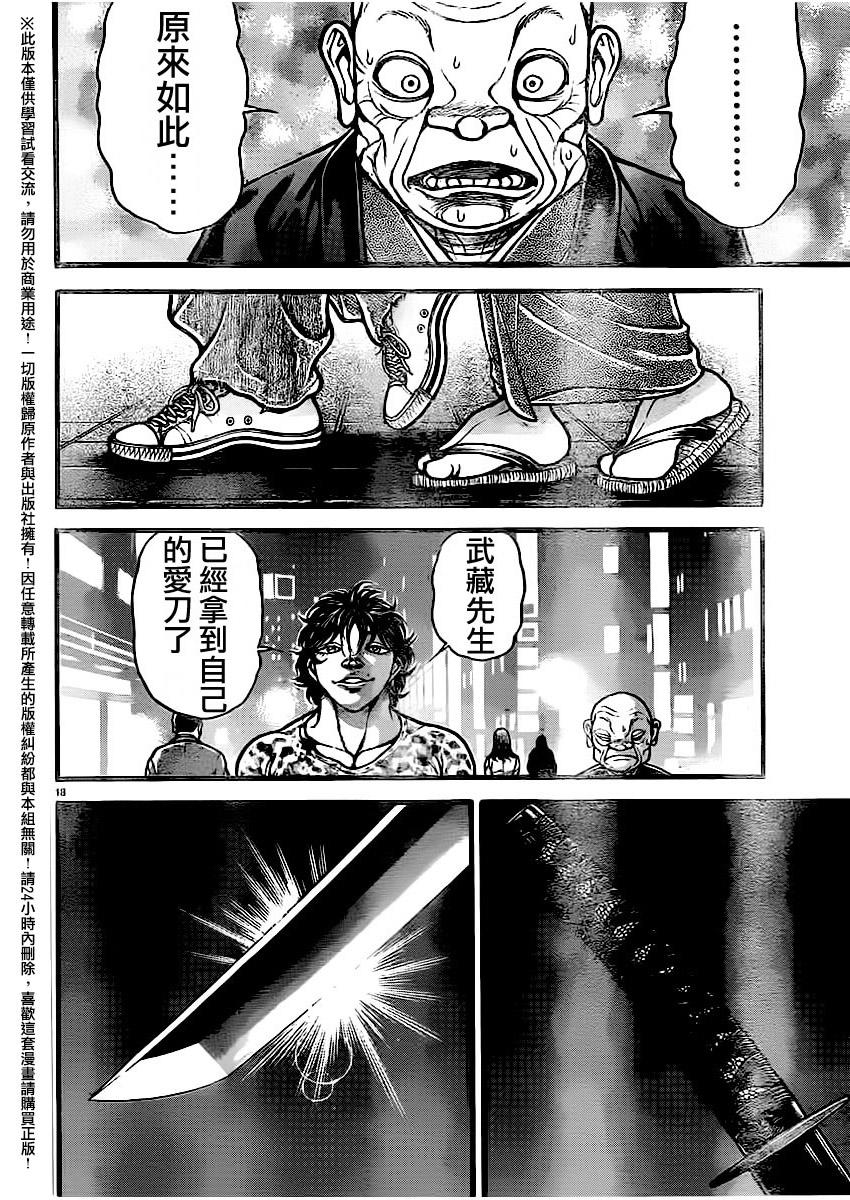 …………
原來如此……
武藏先生
已經拿到自己
的愛刀了
18
※此版本僅供學習試看交流，請勿用於商業用途！一切版權歸原作者與出版社擁有！因任意轉載所產生的版權糾紛都與本組無關！請24小時內刪除，喜歡這套漫畫請購買正版！